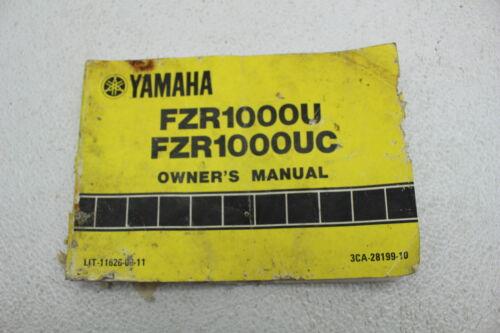 YAMAHA
FZR1000U
FZR1000UC
OWNER'S MANUAL
3CA-28199-10